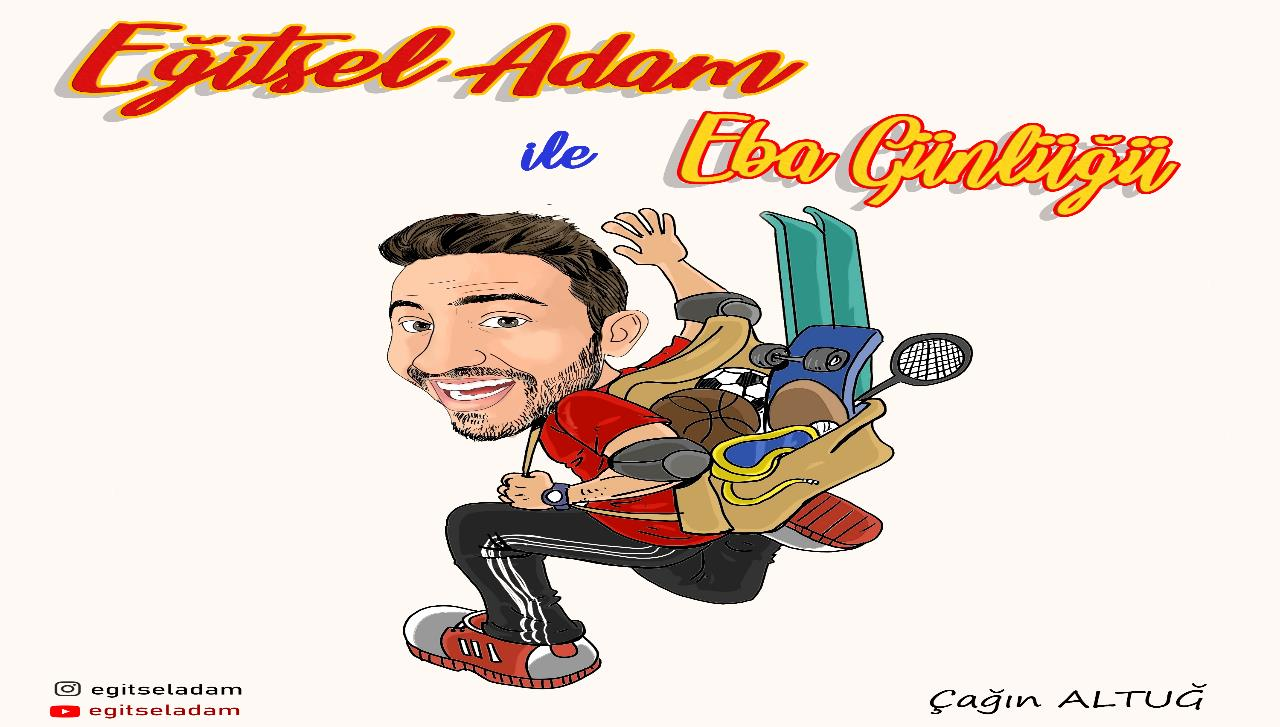 Eğitsel Adam
ile Eba Günlüğü
egitseladam
egitseladam
Çağın ALTUĞ